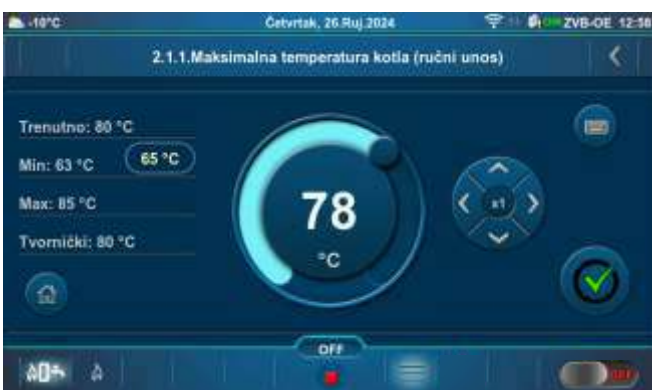 -10°C Četvrtak, 26.Ruj.2024 ZVB-OE 12:58
2.1.1.Maksimalna temperatura kotla (ručni unos)
Trenutno: 80 °C
Min: 63 °C 65 °C
Max: 85 °C
Tvornički: 80 °C
78
°C
x1
OFF
OFF